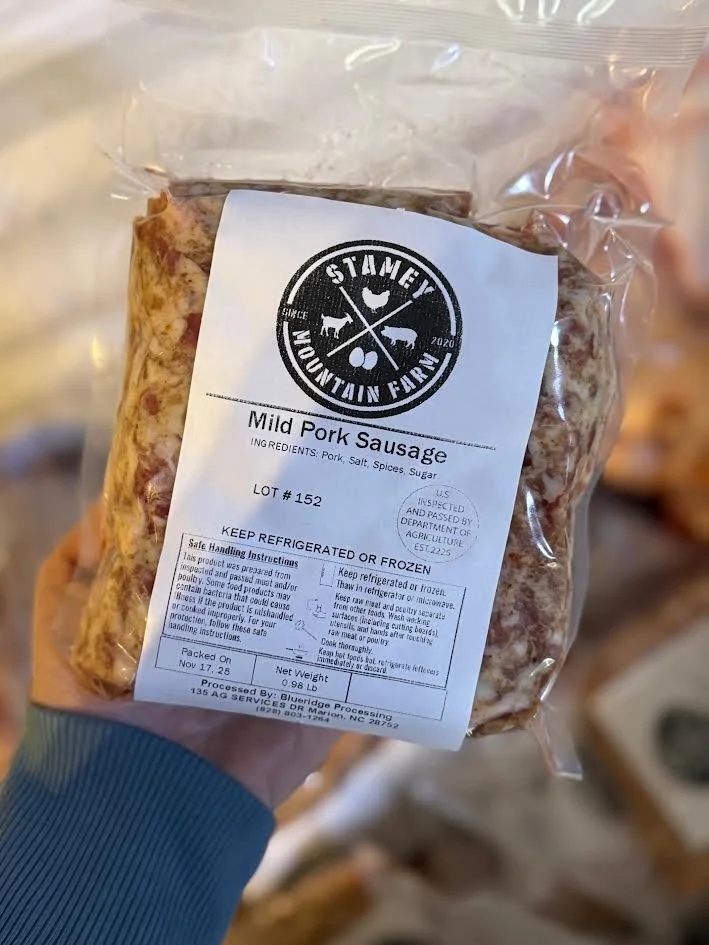 STAMEY
SINCE
2020
MOUNTAIN FARM
Mild Pork Sausage
INGREDIENTS: Pork, Salt, Spices, Sugar
LOT # 152
U.S
INSPECTED
AND PASSED BY
DEPARTMENT OF
AGRICULTURE
EST.2225
KEEP REFRIGERATED OR FROZEN
Safe Handling Instructions
This product was prepared from
inspected and passed meat and/or
poultry. Some food products may
contain bacteria that could cause
illness if the product is mishandled
or cooked improperly. For your
protection, follow these safe
handling instructions.
Keep refrigerated or frozen.
Thaw in refrigerator or microwave.
Keep raw meat and poultry separate
from other foods. Wash working
surfaces (including cutting boards),
utensils, and hands after touching
raw meat or poultry.
Cook thoroughly.
Keep hot foods hot, refrigerate leftovers
immediately or discard
Packed On
Nov 17, 25
Net Weight
0.98 Lb
Processed By: Blueridge Processing
135 AG SERVICES DR Marion, NC 28752
(828) 803-1264